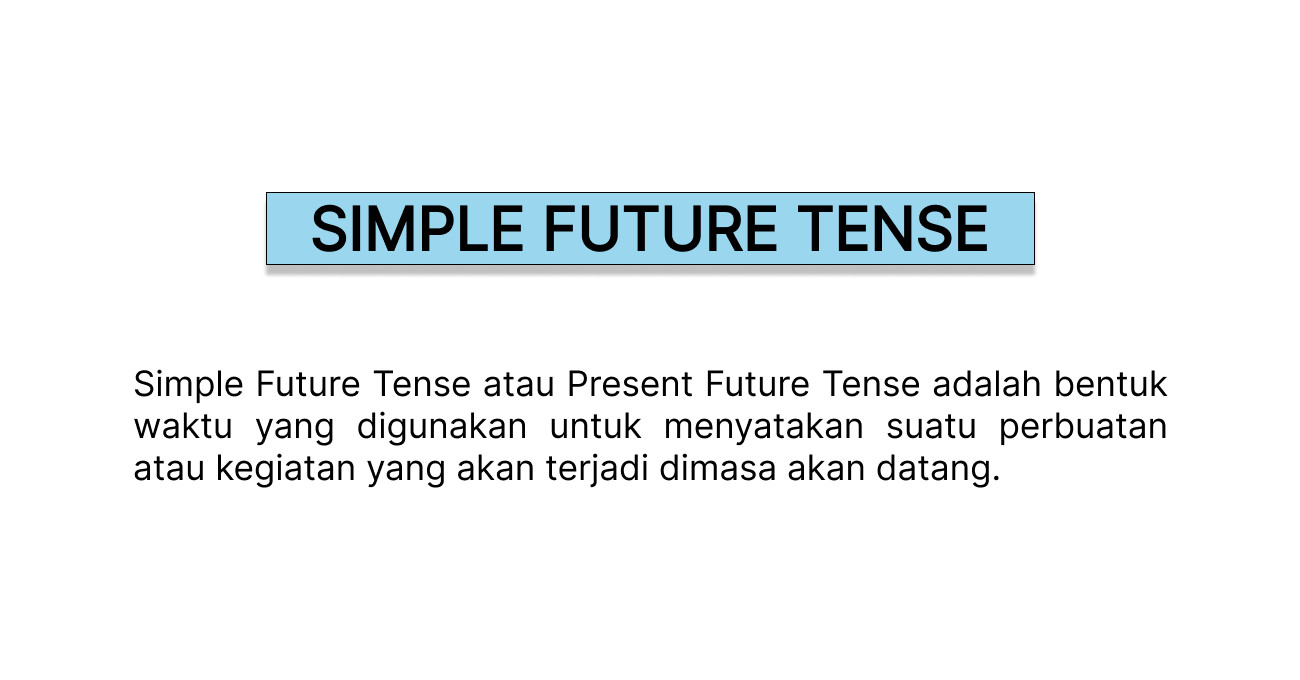 SIMPLE FUTURE TENSE
Simple Future Tense atau Present Future Tense adalah bentuk
waktu yang digunakan untuk menyatakan suatu perbuatan
atau kegiatan yang akan terjadi dimasa akan datang.